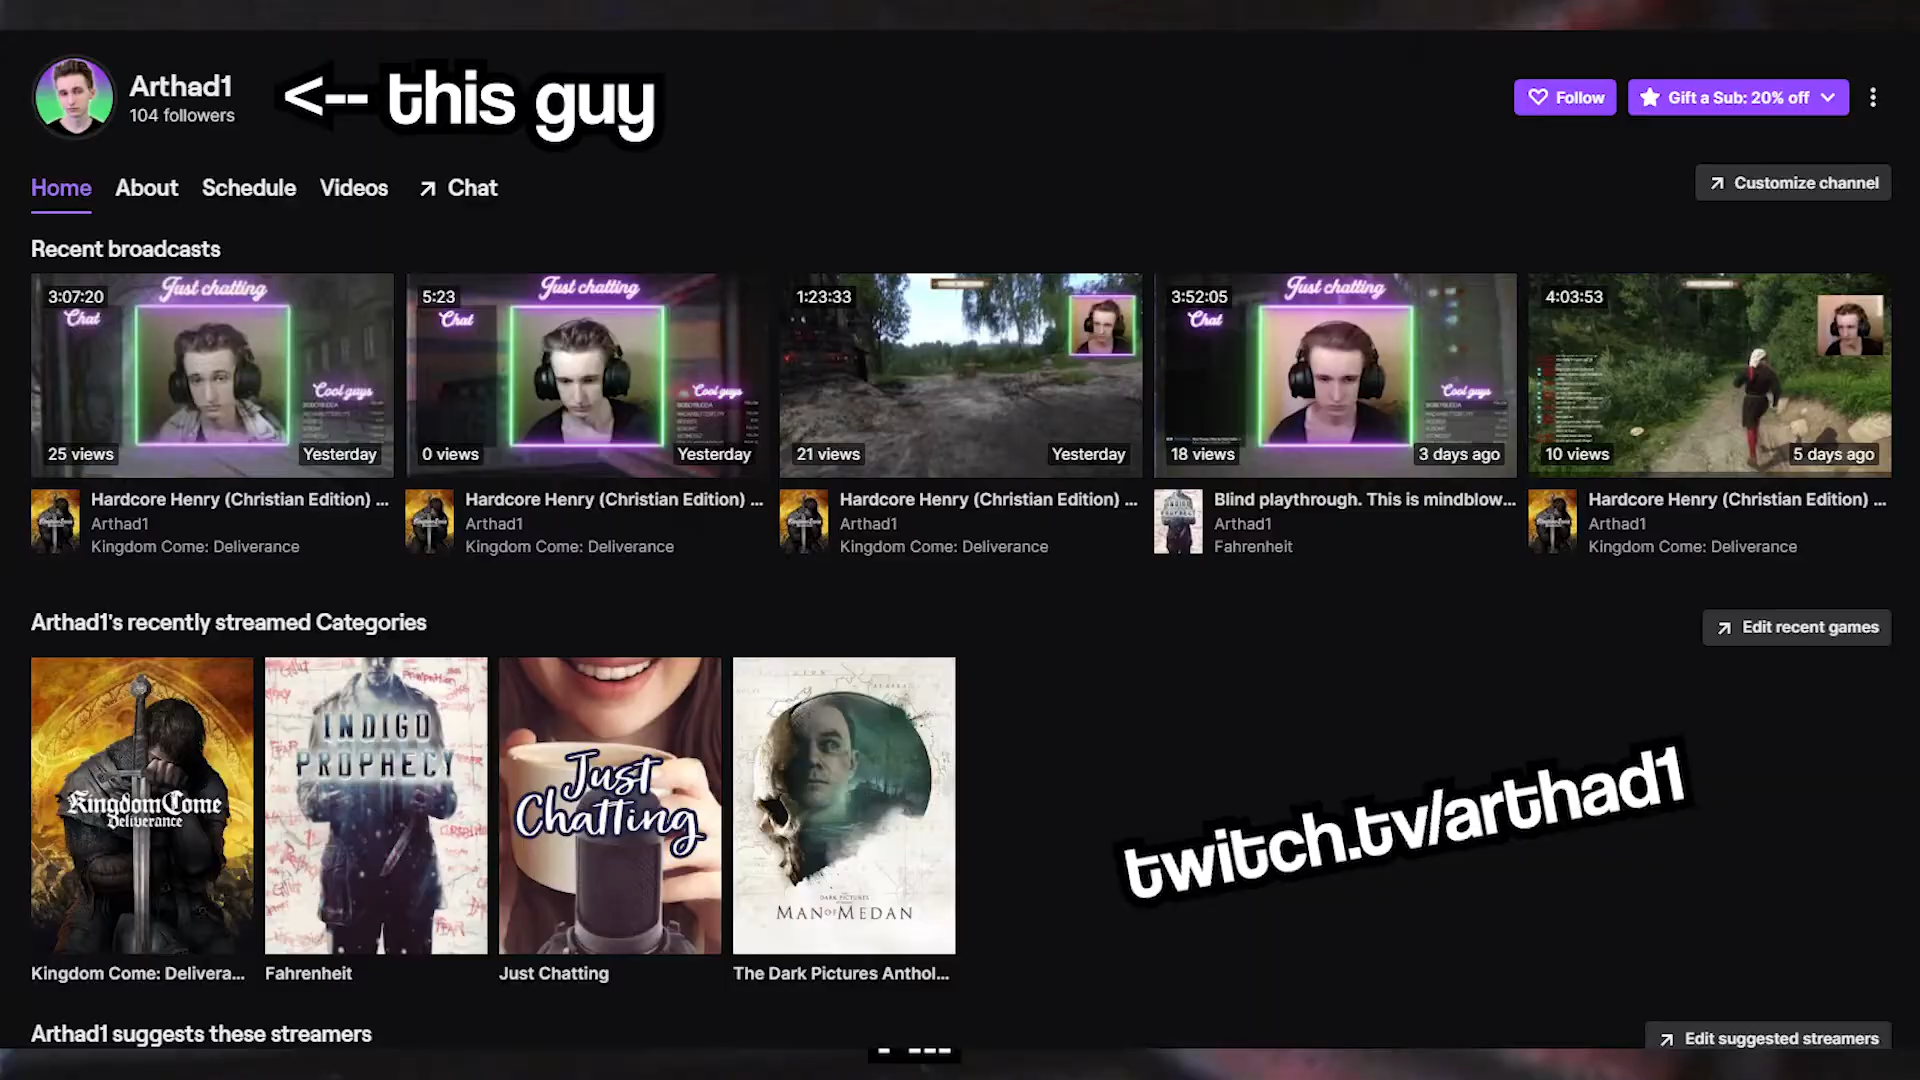 Arthad1
104 followers
<-- this guy
Follow
Gift a Sub: 20% off
Home
About
Schedule
Videos
Chat
Customize channel
Recent broadcasts
3:07:20
Just chatting
Chat
Cool guys
25 views
Yesterday
5:23
Just chatting
Chat
Cool guys
0 views
Yesterday
1:23:33
21 views
Yesterday
3:52:05
Just chatting
Chat
Cool guys
18 views
3 days ago
4:03:53
10 views
5 days ago
Hardcore Henry (Christian Edition) ...
Arthad1
Kingdom Come: Deliverance
Hardcore Henry (Christian Edition) ...
Arthad1
Kingdom Come: Deliverance
Hardcore Henry (Christian Edition) ...
Arthad1
Kingdom Come: Deliverance
Blind playthrough. This is mindblow...
Arthad1
Fahrenheit
Hardcore Henry (Christian Edition) ...
Arthad1
Kingdom Come: Deliverance
Arthad1's recently streamed Categories
Edit recent games
Kingdom Come
Deliverance
INDIGO
PROPHECY
Just
Chatting
DARK PICTURES
MAN OF MEDAN
twitch.tv/arthad1
Kingdom Come: Delivera...
Fahrenheit
Just Chatting
The Dark Pictures Anthol...
Arthad1 suggests these streamers
Edit suggested streamers